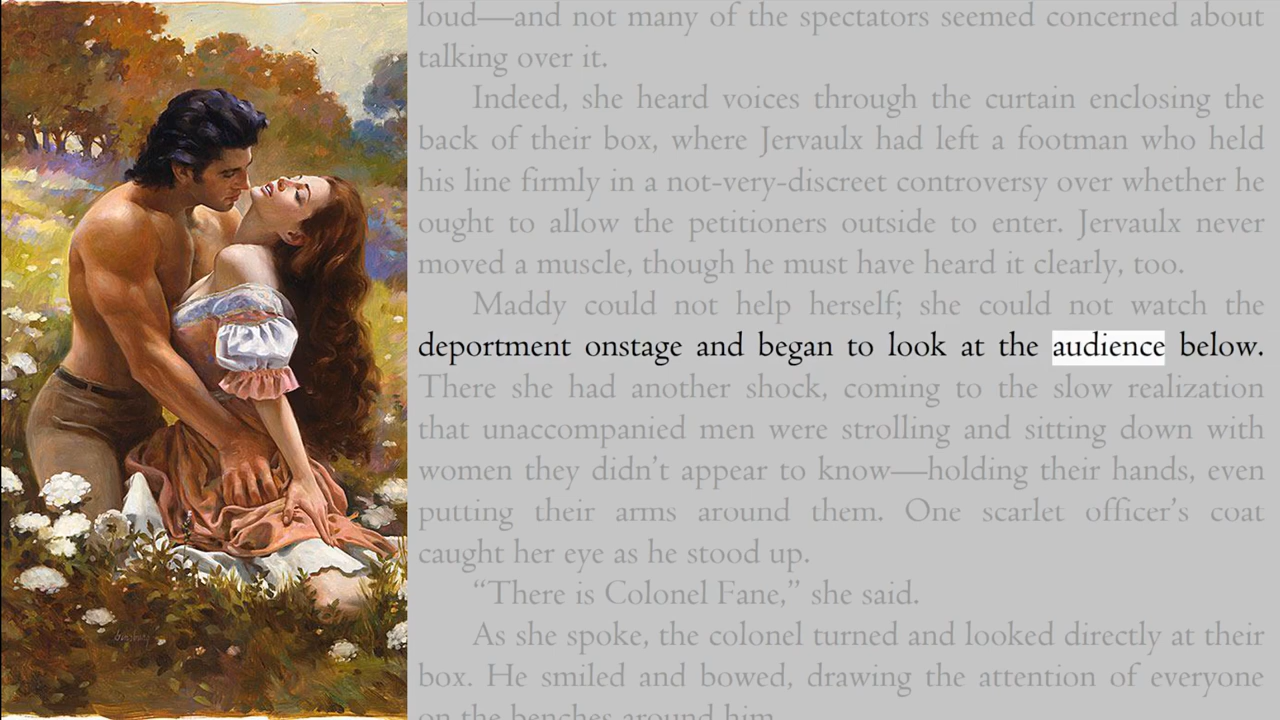 loud—and not many of the spectators seemed concerned about
talking over it.
Indeed, she heard voices through the curtain enclosing the
back of their box, where Jervaulx had left a footman who held
his line firmly in a not-very-discreet controversy over whether he
ought to allow the petitioners outside to enter. Jervaulx never
moved a muscle, though he must have heard it clearly, too.
Maddy could not help herself; she could not watch the
deportment onstage and began to look at the audience below.
There she had another shock, coming to the slow realization
that unaccompanied men were strolling and sitting down with
women they didn’t appear to know—holding their hands, even
putting their arms around them. One scarlet officer’s coat
caught her eye as he stood up.
“There is Colonel Fane,” she said.
As she spoke, the colonel turned and looked directly at their
box. He smiled and bowed, drawing the attention of everyone
on the benches around him.